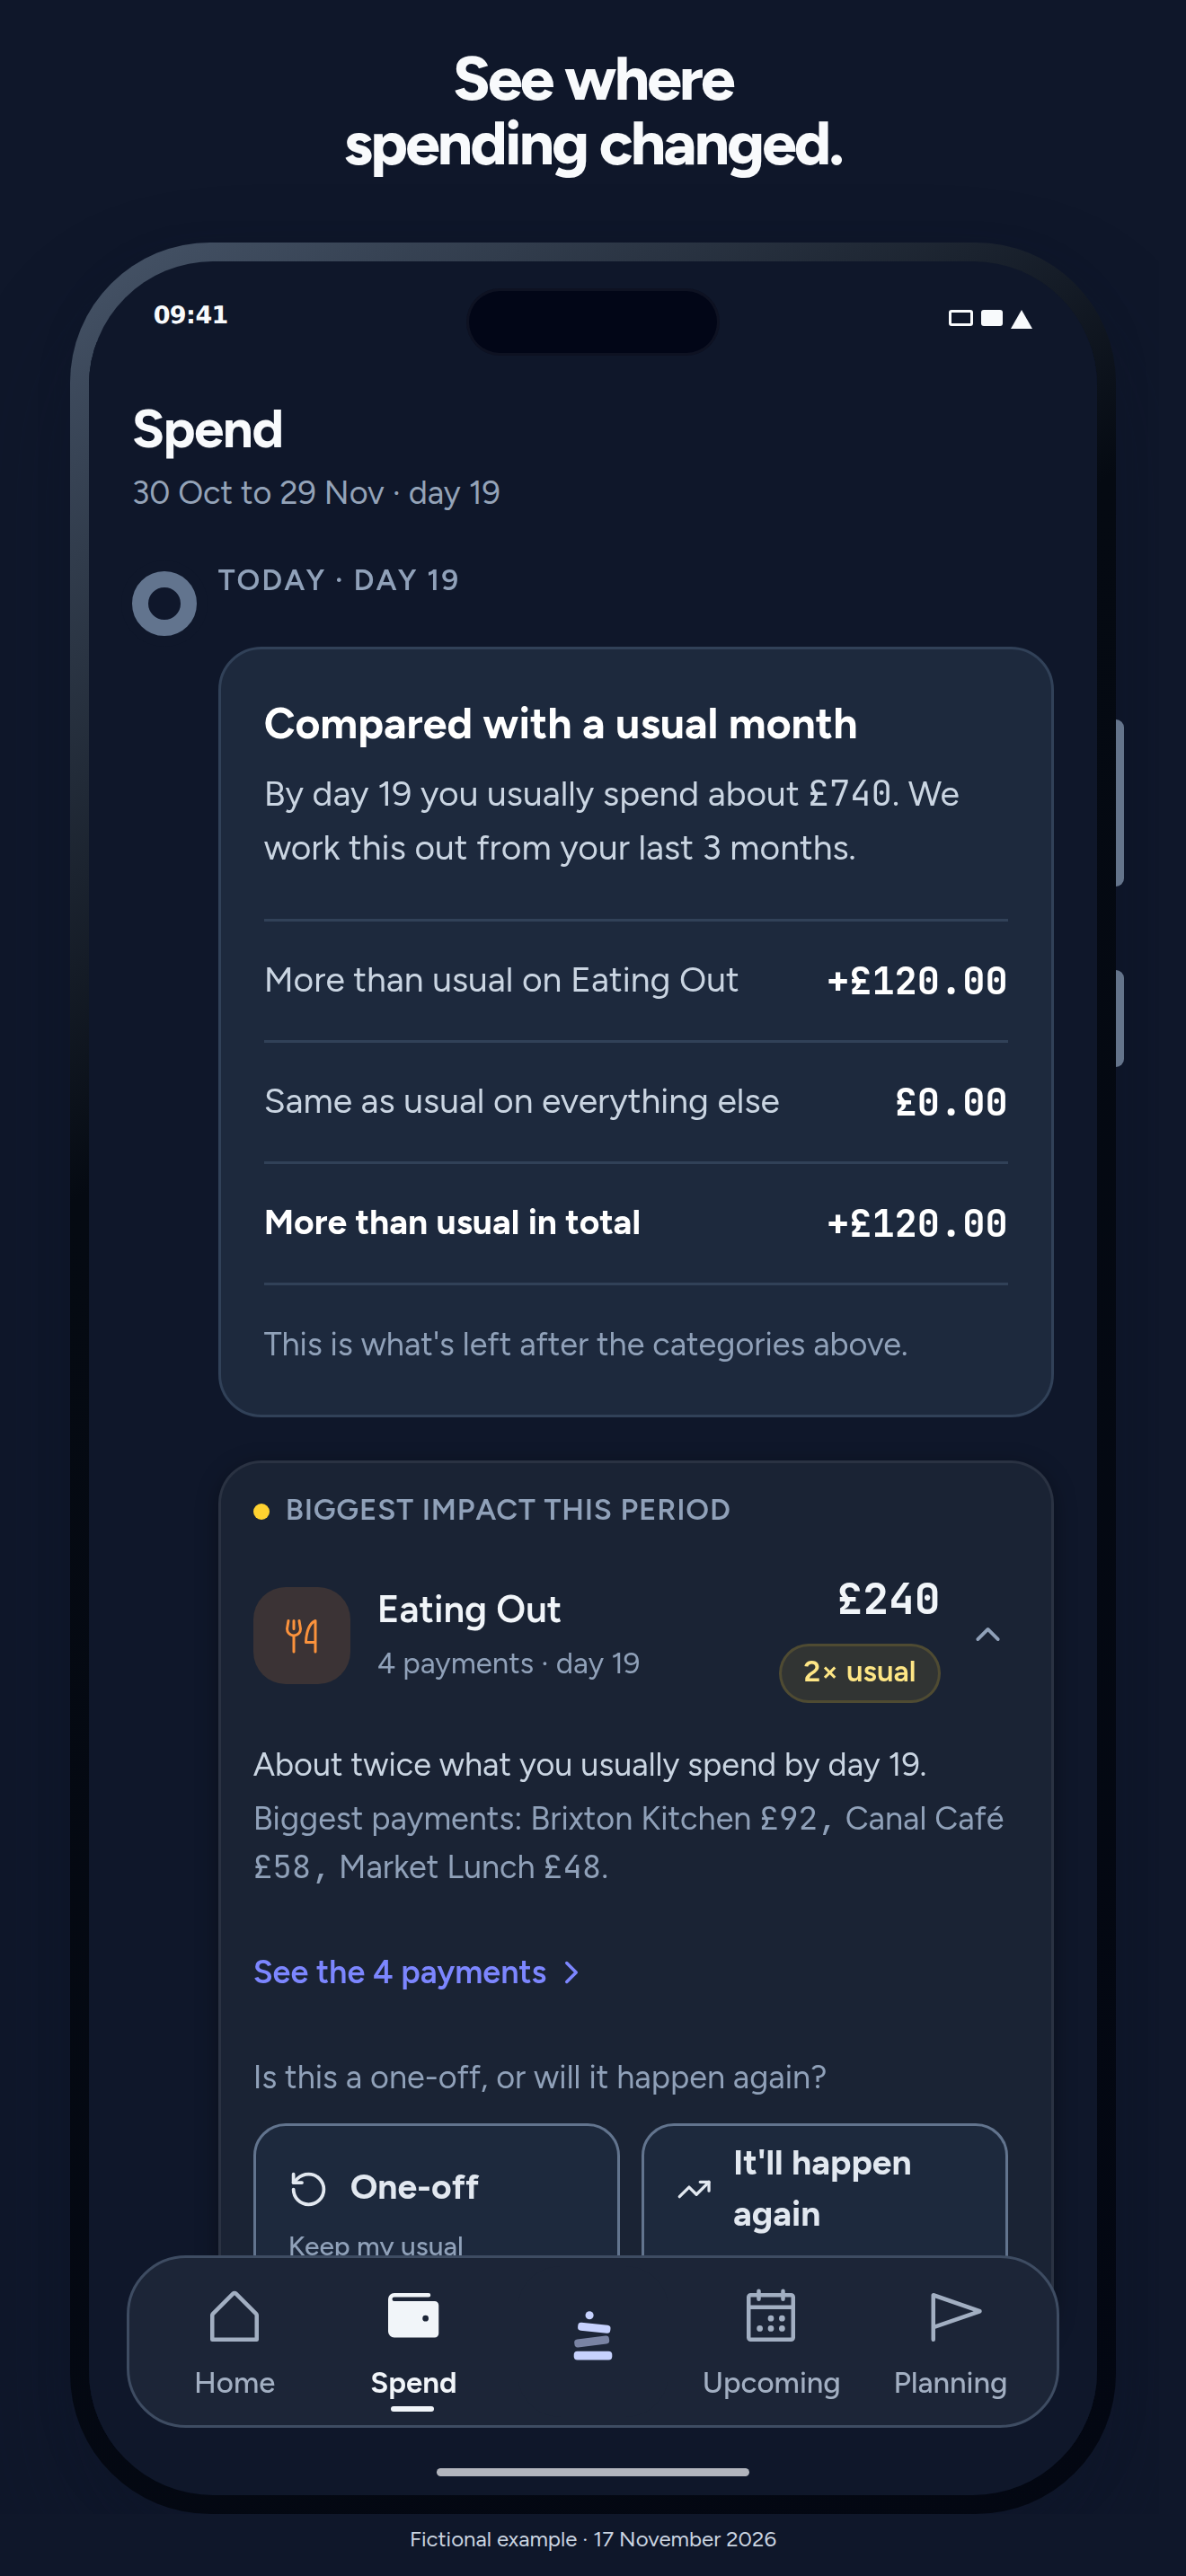 See where
spending changed.
09:41
Spend
30 Oct to 29 Nov · day 19
TODAY · DAY 19
Compared with a usual month
By day 19 you usually spend about £740. We
work this out from your last 3 months.
More than usual on Eating Out +£120.00
Same as usual on everything else £0.00
More than usual in total +£120.00
This is what's left after the categories above.
BIGGEST IMPACT THIS PERIOD
Eating Out £240
4 payments · day 19 2× usual
About twice what you usually spend by day 19.
Biggest payments: Brixton Kitchen £92, Canal Café
£58, Market Lunch £48.
See the 4 payments
Is this a one-off, or will it happen again?
One-off
Keep my usual
It'll happen
again
Home Spend Upcoming Planning
Fictional example · 17 November 2026